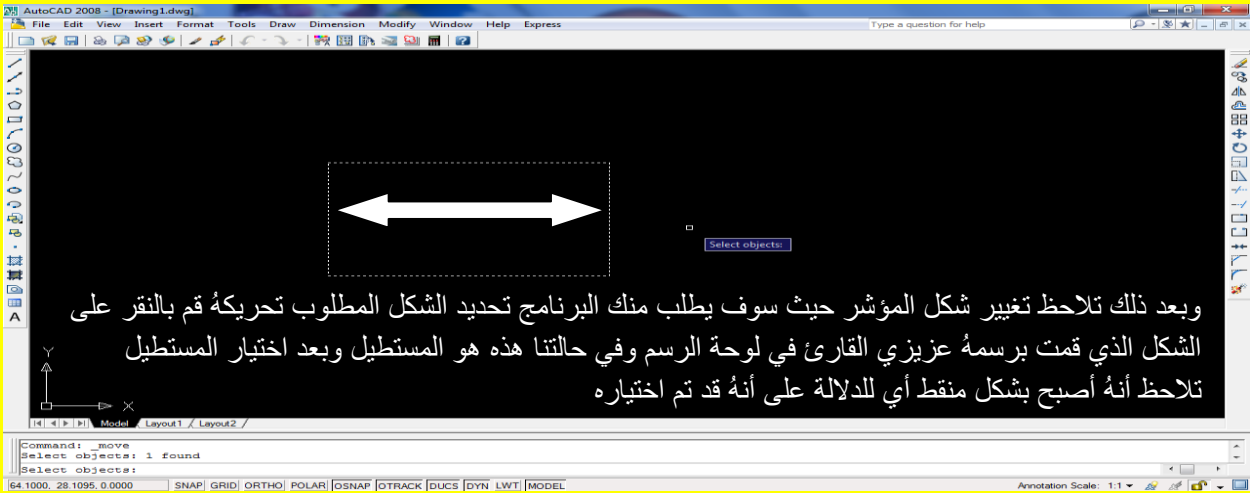 AutoCAD 2008 - [Drawing1.dwg]
File Edit View Insert Format Tools Draw Dimension Modify Window Help Express
Type a question for help
Select objects:
وبعد ذلك تلاحظ تغيير شكل المؤشر حيث سوف يطلب منك البرنامج تحديد الشكل المطلوب تحريكهُ قم بالنقر على
الشكل الذي قمت برسمهُ عزيزي القارئ في لوحة الرسم وفي حالتنا هذه هو المستطيل وبعد اختيار المستطيل
تلاحظ أنهُ أصبح بشكل منقط أي للدلالة على أنهُ قد تم اختياره
Y
X
Model Layout1 Layout2
Command: _move
Select objects: 1 found
Select objects:
64.1000, 28.1095, 0.0000 SNAP GRID ORTHO POLAR OSNAP OTRACK DUCS DYN LWT MODEL Annotation Scale: 1:1